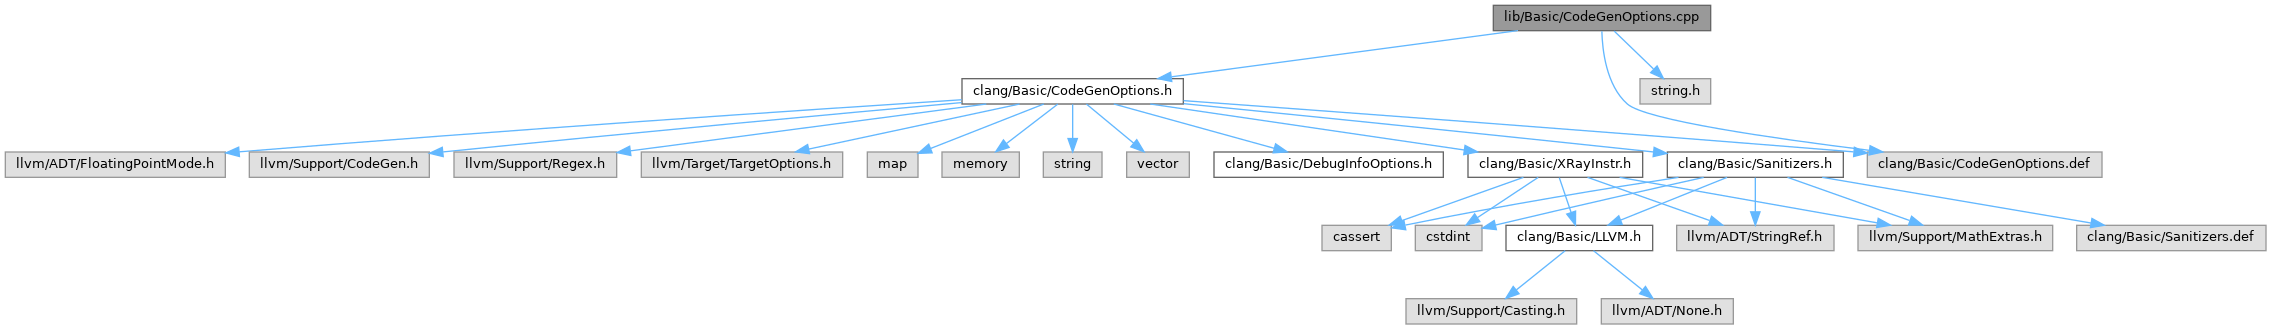 lib/Basic/CodeGenOptions.cpp
clang/Basic/CodeGenOptions.h
string.h
llvm/ADT/FloatingPointMode.h
llvm/Support/CodeGen.h
llvm/Support/Regex.h
llvm/Target/TargetOptions.h
map
memory
string
vector
clang/Basic/DebugInfoOptions.h
clang/Basic/XRayInstr.h
clang/Basic/Sanitizers.h
clang/Basic/CodeGenOptions.def
cassert
cstdint
clang/Basic/LLVM.h
llvm/ADT/StringRef.h
llvm/Support/MathExtras.h
clang/Basic/Sanitizers.def
llvm/Support/Casting.h
llvm/ADT/None.h